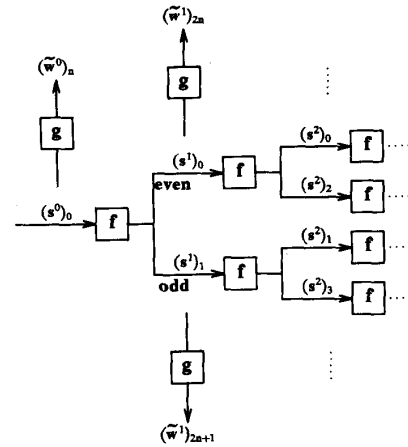 (w̃⁰)ₙ
(w̃¹)₂ₙ
g
g
(s⁰)₀
f
(s¹)₀
even
f
(s²)₀
f
(s²)₂
f
(s¹)₁
odd
f
(s²)₁
f
(s²)₃
f
g
(w̃¹)₂ₙ₊₁